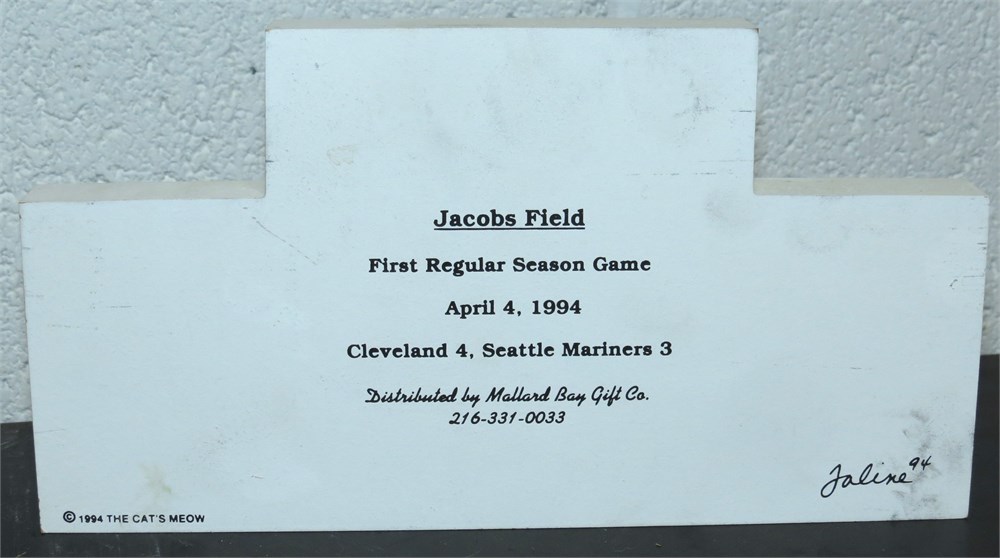 Jacobs Field
First Regular Season Game
April 4, 1994
Cleveland 4, Seattle Mariners 3
Distributed by Mallard Bay Gift Co.
216-331-0033
Faline 94
© 1994 THE CAT'S MEOW